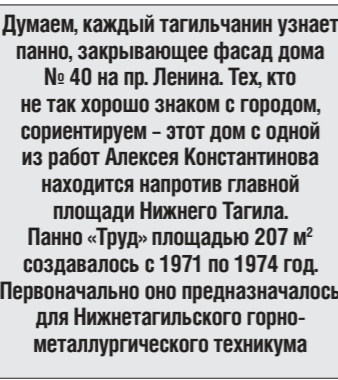 Думаем, каждый тагильчанин узнает
панно, закрывающее фасад дома
№ 40 на пр. Ленина. Тех, кто
не так хорошо знаком с городом,
сориентируем – этот дом с одной
из работ Алексея Константинова
находится напротив главной
площади Нижнего Тагила.
Панно «Труд» площадью 207 м²
создавалось с 1971 по 1974 год.
Первоначально оно предназначалось
для Нижнетагильского горно-
металлургического техникума